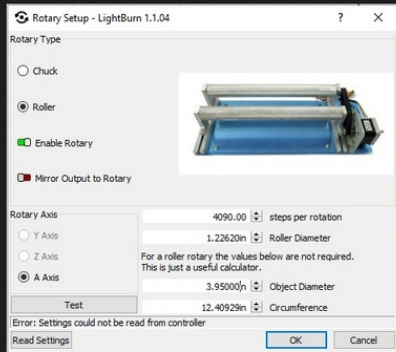 Rotary Setup - LightBurn 1.1.04
Rotary Type
Chuck
Roller
Enable Rotary
Mirror Output to Rotary
Rotary Axis
Y Axis
Z Axis
A Axis
Test
4090.00 steps per rotation
1.22620in Roller Diameter
For a roller rotary the values below are not required.
This is just a useful calculator.
3.95000in Object Diameter
12.40929in Circumference
Error: Settings could not be read from controller
Read Settings OK Cancel